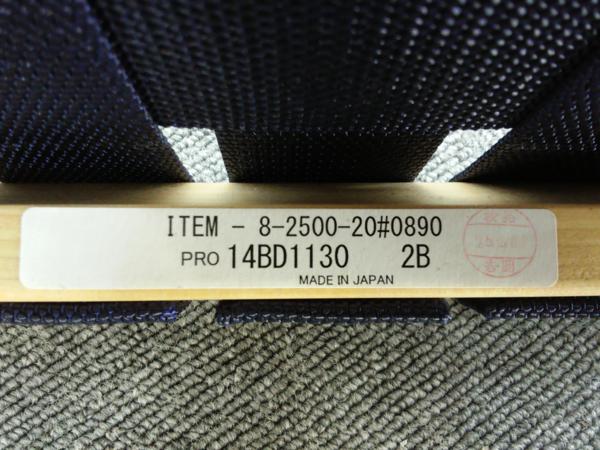 ITEM - 8-2500-20#0890
PRO 14BD1130 2B
MADE IN JAPAN